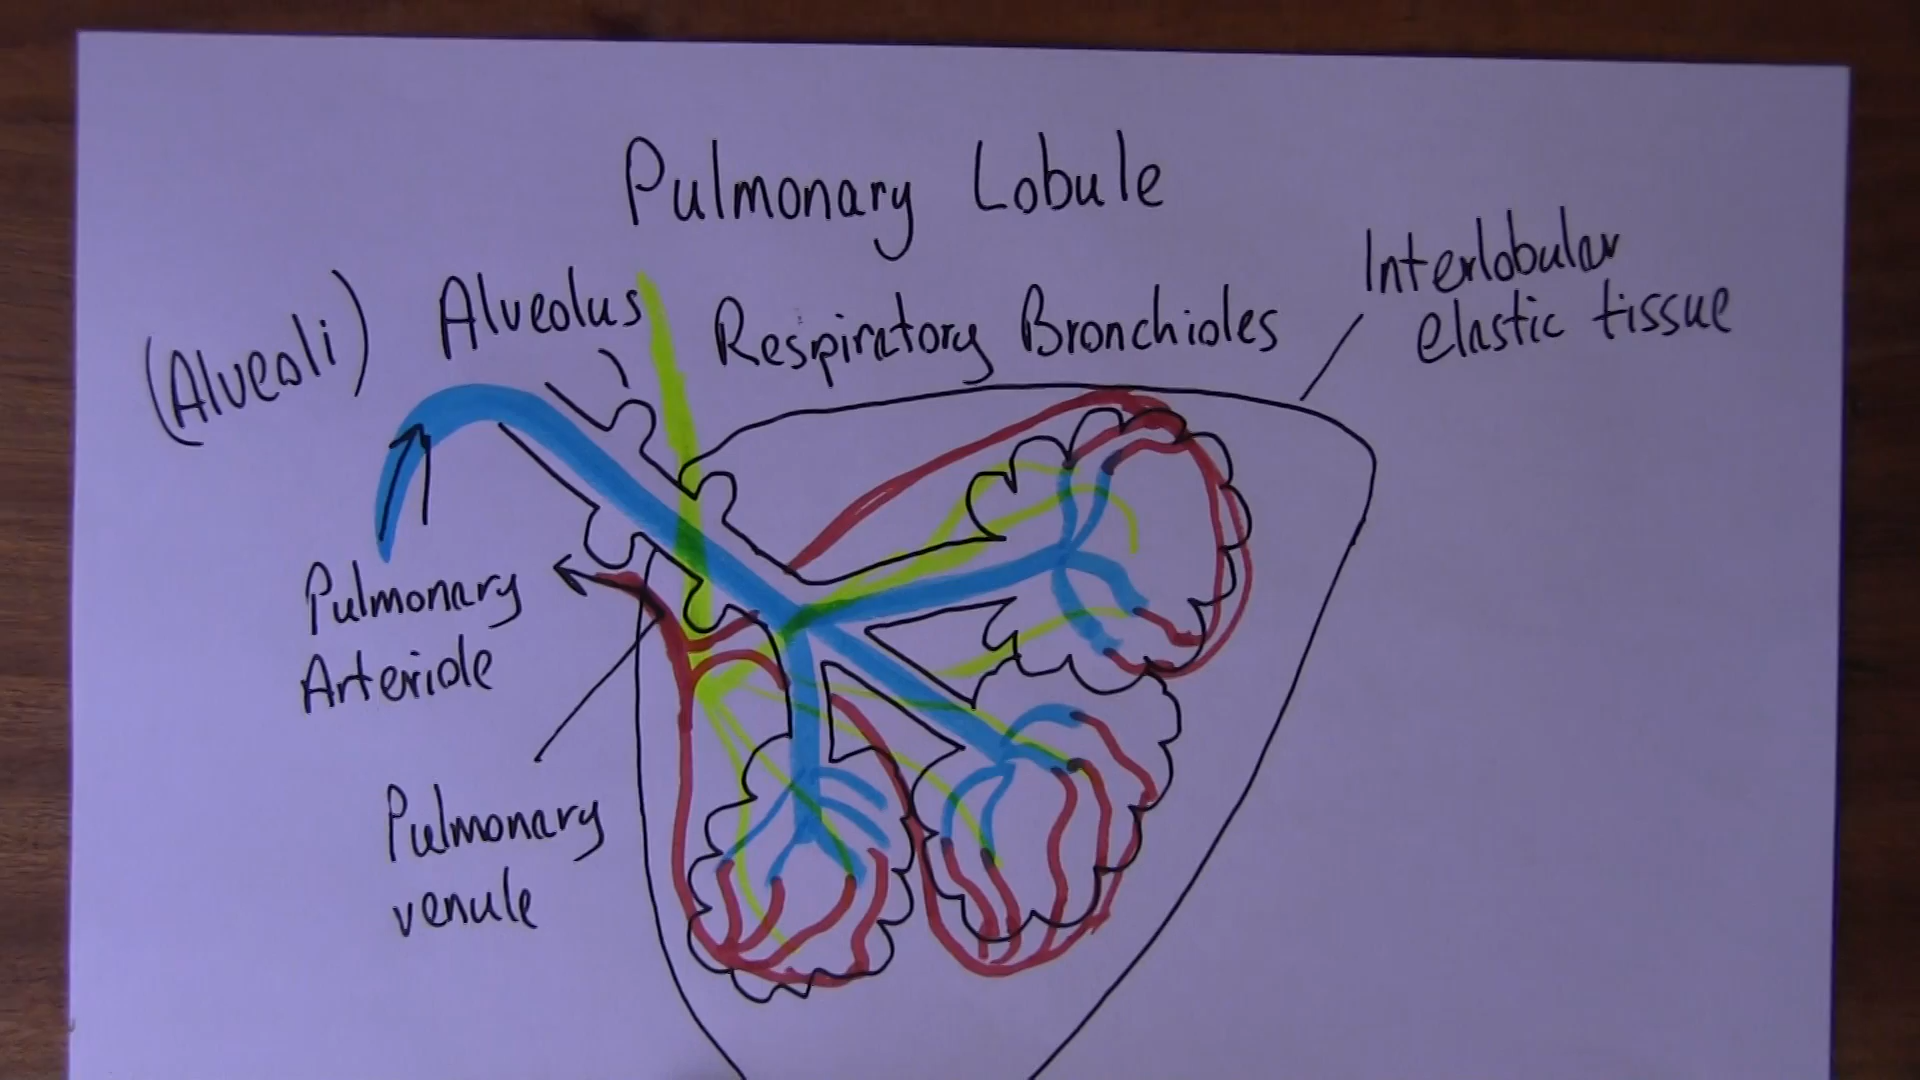 Pulmonary Lobule
(Alveoli)
Alveolus
Respiratory Bronchioles
Interlobular
elastic tissue
Pulmonary
Arteriole
Pulmonary
venule